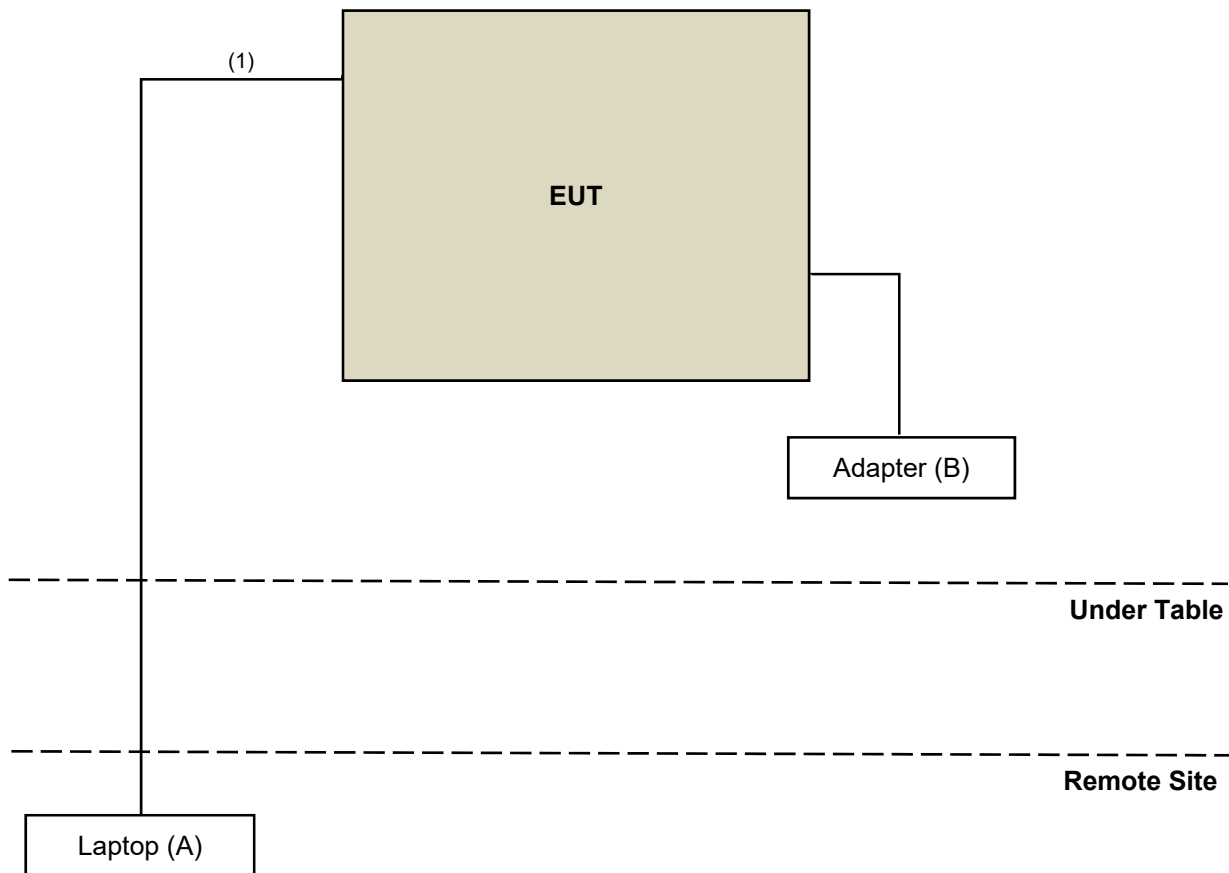 (1)
EUT
Adapter (B)
Under Table
Remote Site
Laptop (A)